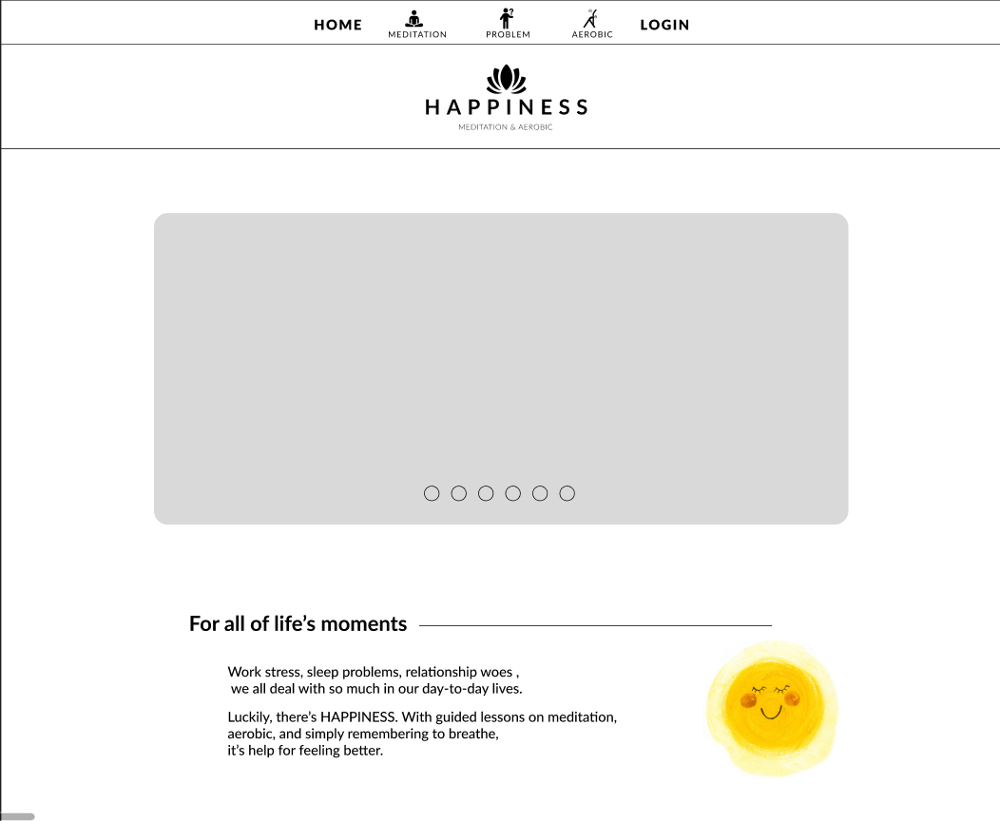 HOME
MEDITATION
PROBLEM
AEROBIC
LOGIN
HAPPINESS
MEDITATION & AEROBIC
For all of life’s moments
Work stress, sleep problems, relationship woes ,
we all deal with so much in our day-to-day lives.
Luckily, there’s HAPPINESS. With guided lessons on meditation,
aerobic, and simply remembering to breathe,
it’s help for feeling better.